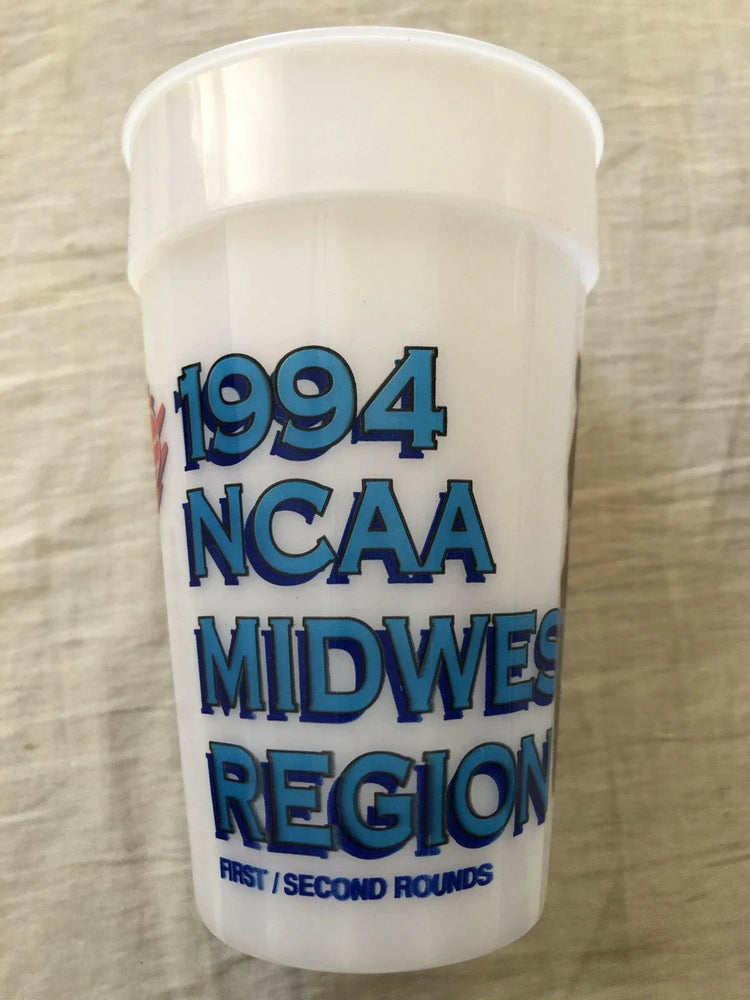 1994
NCAA
MIDWES
REGION
FIRST / SECOND ROUNDS